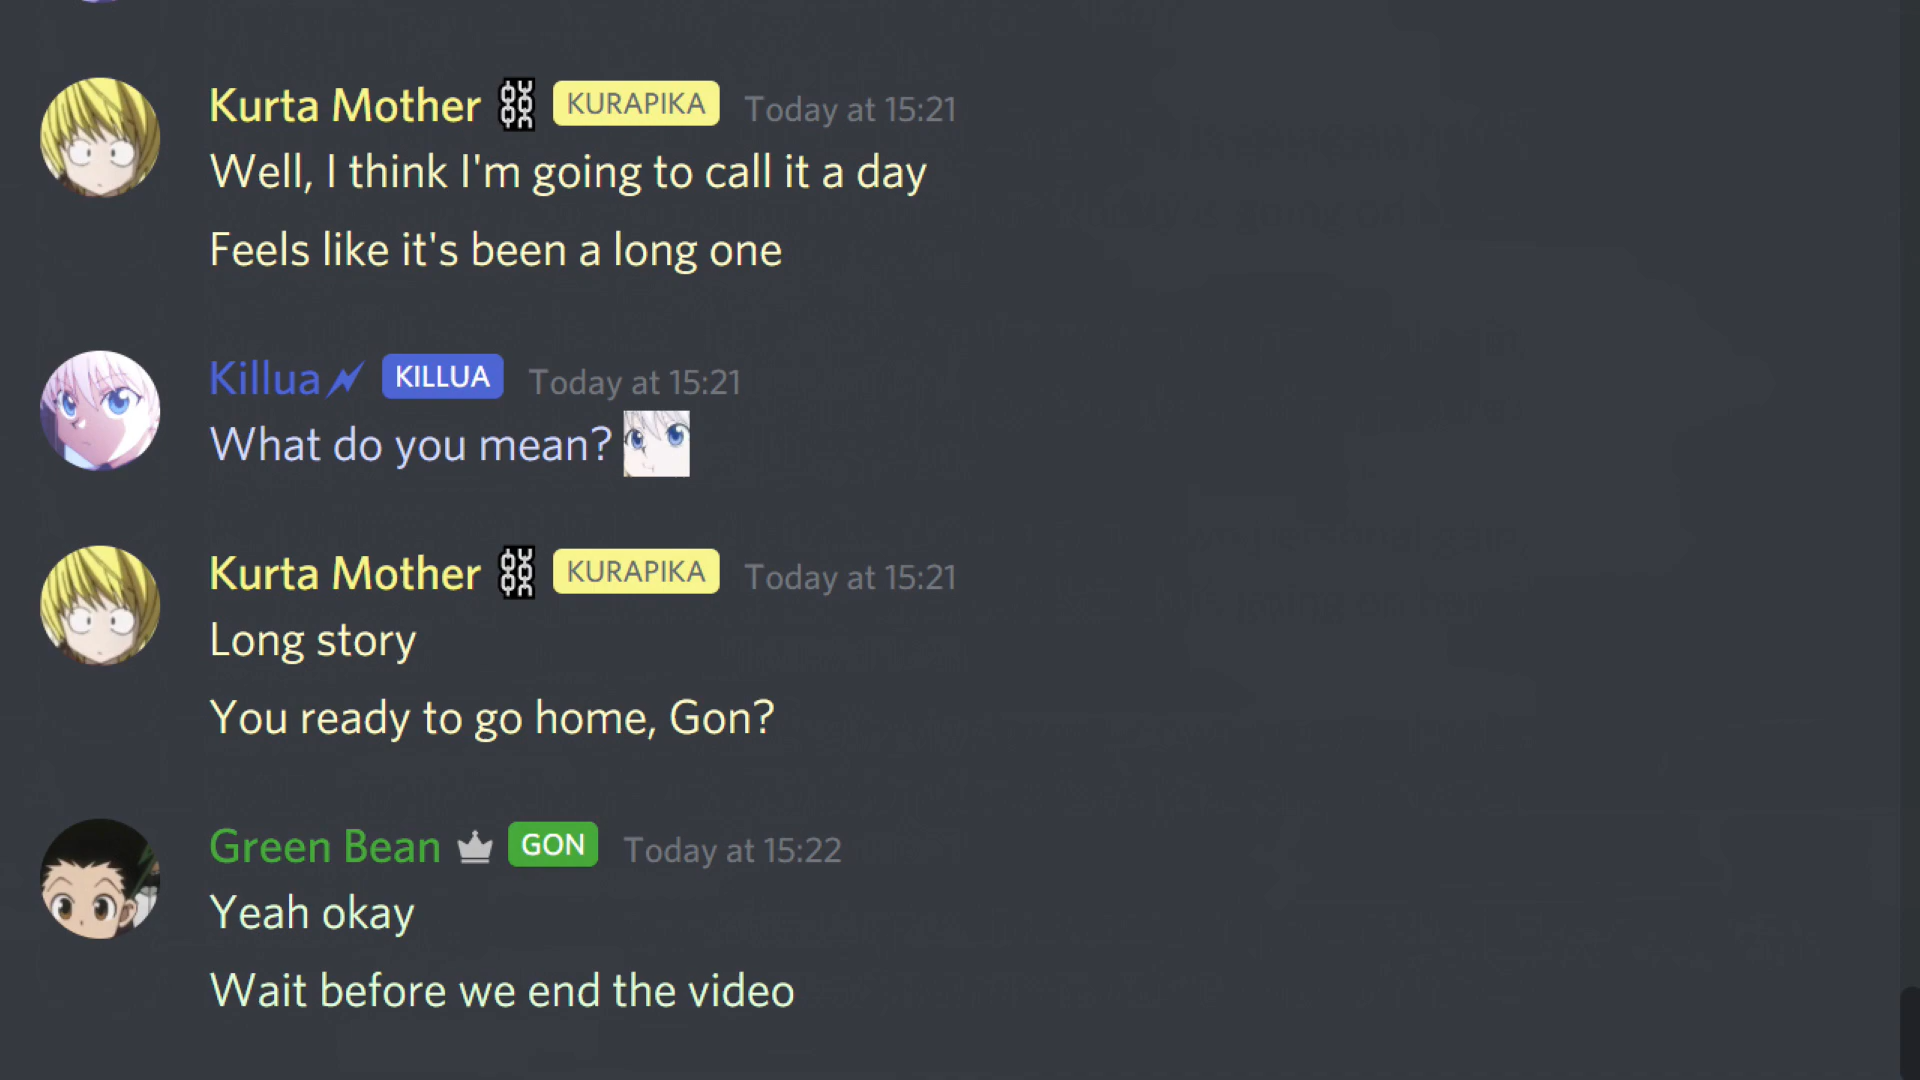 Kurta Mother KURAPIKA Today at 15:21
Well, I think I'm going to call it a day
Feels like it's been a long one
Killua KILLUA Today at 15:21
What do you mean?
Kurta Mother KURAPIKA Today at 15:21
Long story
You ready to go home, Gon?
Green Bean GON Today at 15:22
Yeah okay
Wait before we end the video